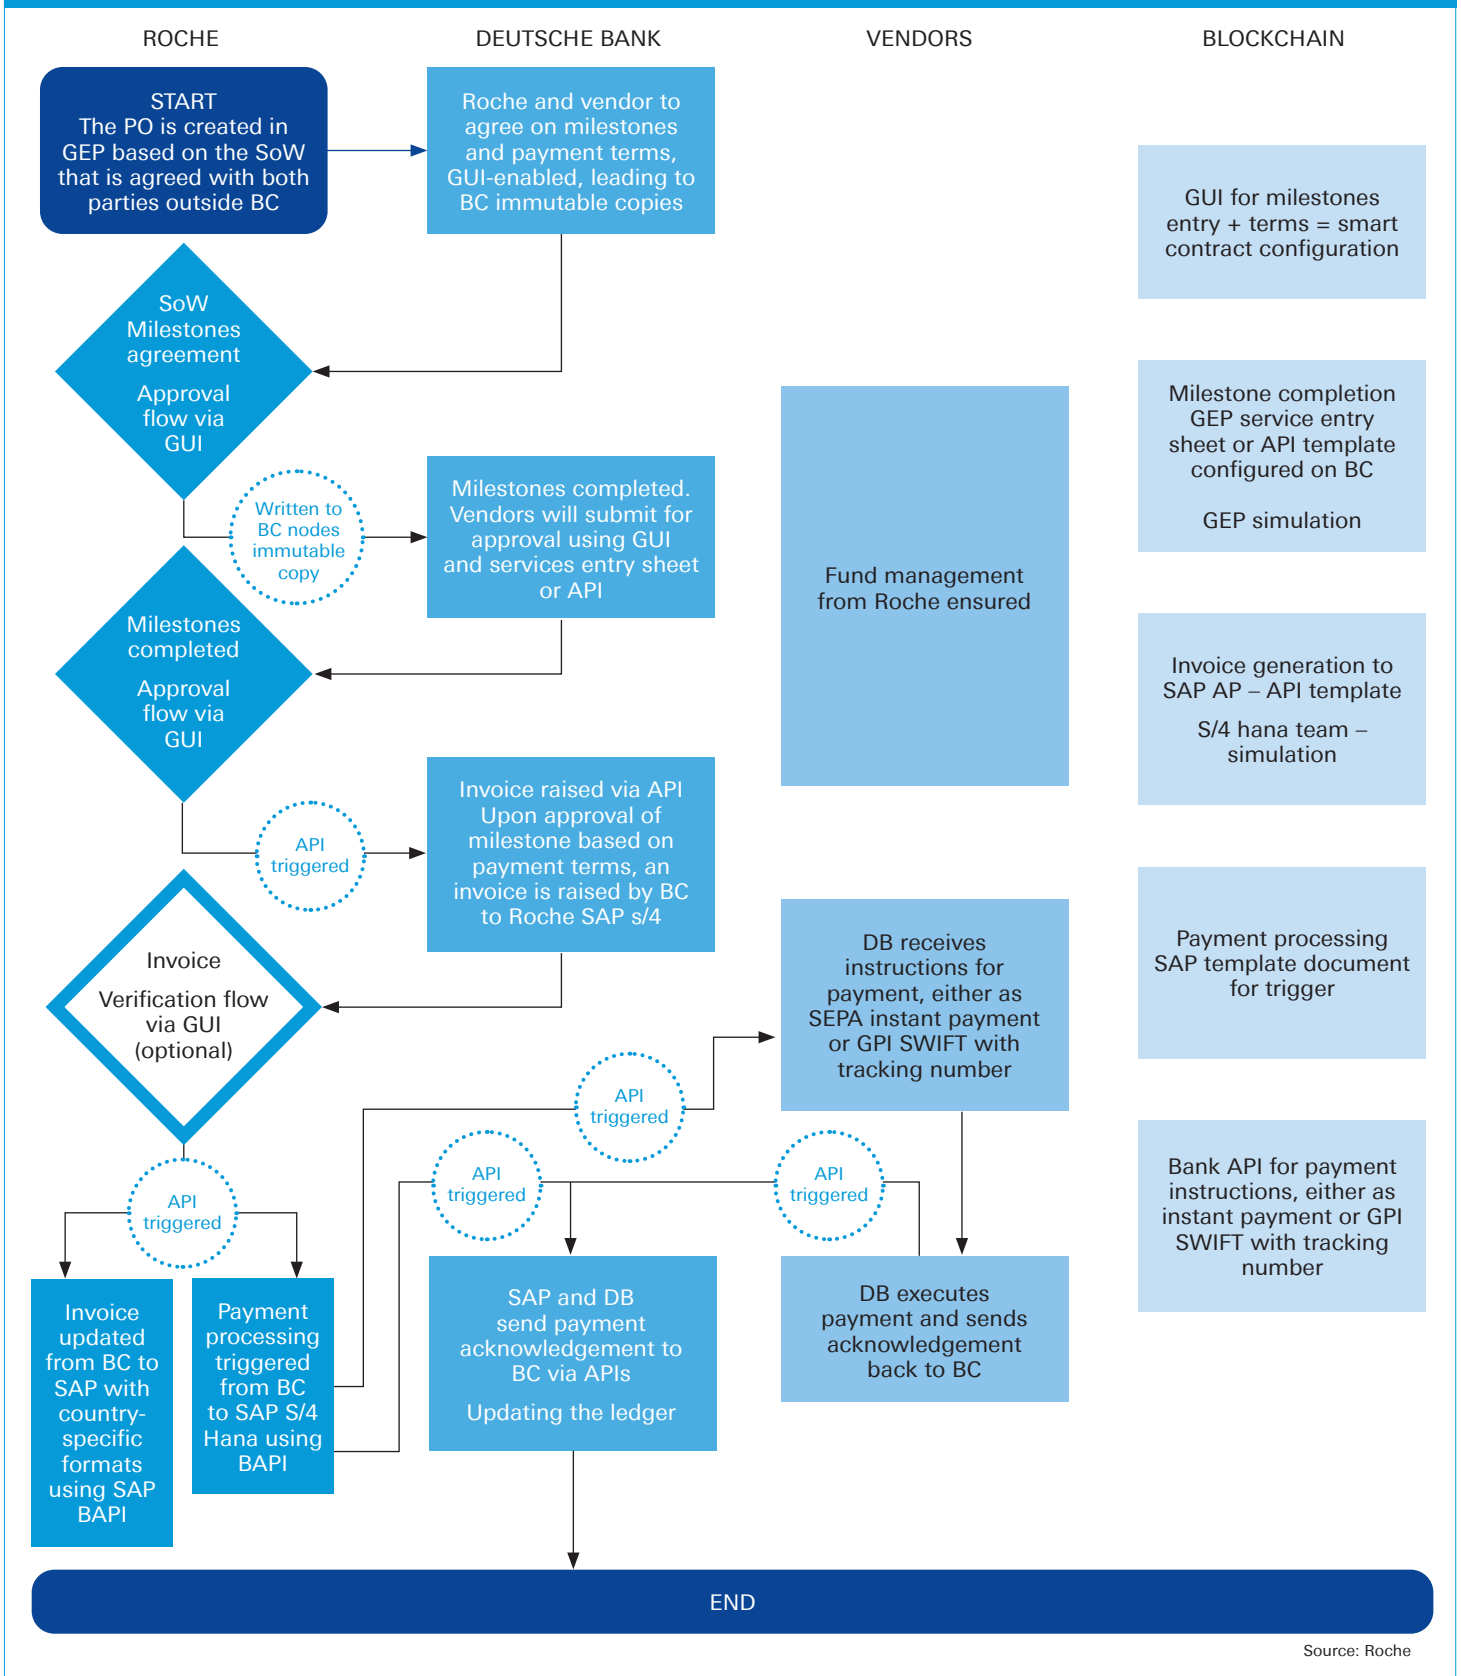 ROCHE
DEUTSCHE BANK
VENDORS
BLOCKCHAIN
START
The PO is created in
GEP based on the SoW
that is agreed with both
parties outside BC
Roche and vendor to
agree on milestones
and payment terms,
GUI-enabled, leading to
BC immutable copies
GUI for milestones
entry + terms = smart
contract configuration
SoW
Milestones
agreement
Approval
flow via
GUI
Milestone completion
GEP service entry
sheet or API template
configured on BC
GEP simulation
Written to
BC nodes
immutable
copy
Milestones completed.
Vendors will submit for
approval using GUI
and services entry sheet
or API
Fund management
from Roche ensured
Milestones
completed
Approval
flow via
GUI
Invoice generation to
SAP AP – API template
S/4 hana team –
simulation
API
triggered
Invoice raised via API
Upon approval of
milestone based on
payment terms, an
invoice is raised by BC
to Roche SAP s/4
Invoice
Verification flow
via GUI
(optional)
DB receives
instructions for
payment, either as
SEPA instant payment
or GPI SWIFT with
tracking number
Payment processing
SAP template document
for trigger
API
triggered
API
triggered
API
triggered
API
triggered
Bank API for payment
instructions, either as
instant payment or GPI
SWIFT with tracking
number
Invoice
updated
from BC to
SAP with
country-
specific
formats
using SAP
BAPI
Payment
processing
triggered
from BC
to SAP S/4
Hana using
BAPI
SAP and DB
send payment
acknowledgement to
BC via APIs
Updating the ledger
DB executes
payment and sends
acknowledgement
back to BC
END
Source: Roche